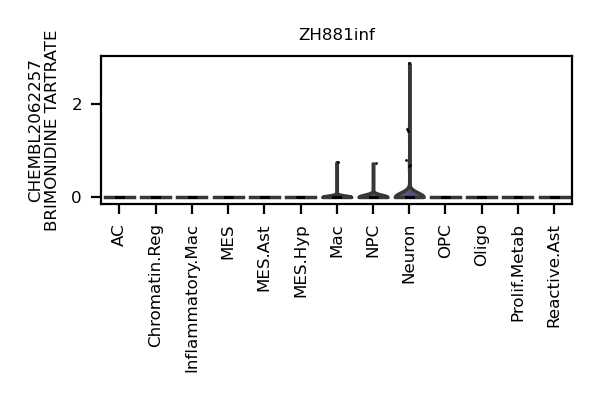 ZH881inf
CHEMBL2062257
BRIMONIDINE TARTRATE
2
0
AC
Chromatin.Reg
Inflammatory.Mac
MES
MES.Ast
MES.Hyp
Mac
NPC
Neuron
OPC
Oligo
Prolif.Metab
Reactive.Ast